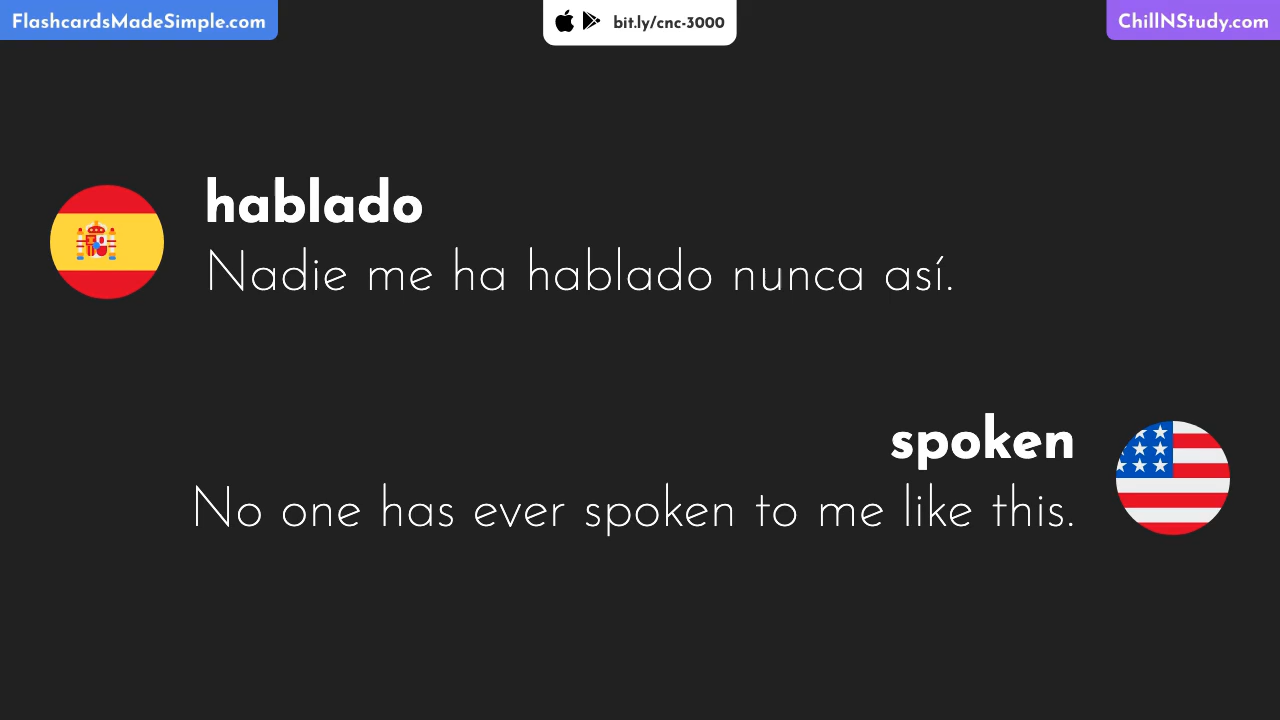 FlashcardsMadeSimple.com
bit.ly/cnc-3000
ChillNStudy.com
hablado
Nadie me ha hablado nunca así.
spoken
No one has ever spoken to me like this.